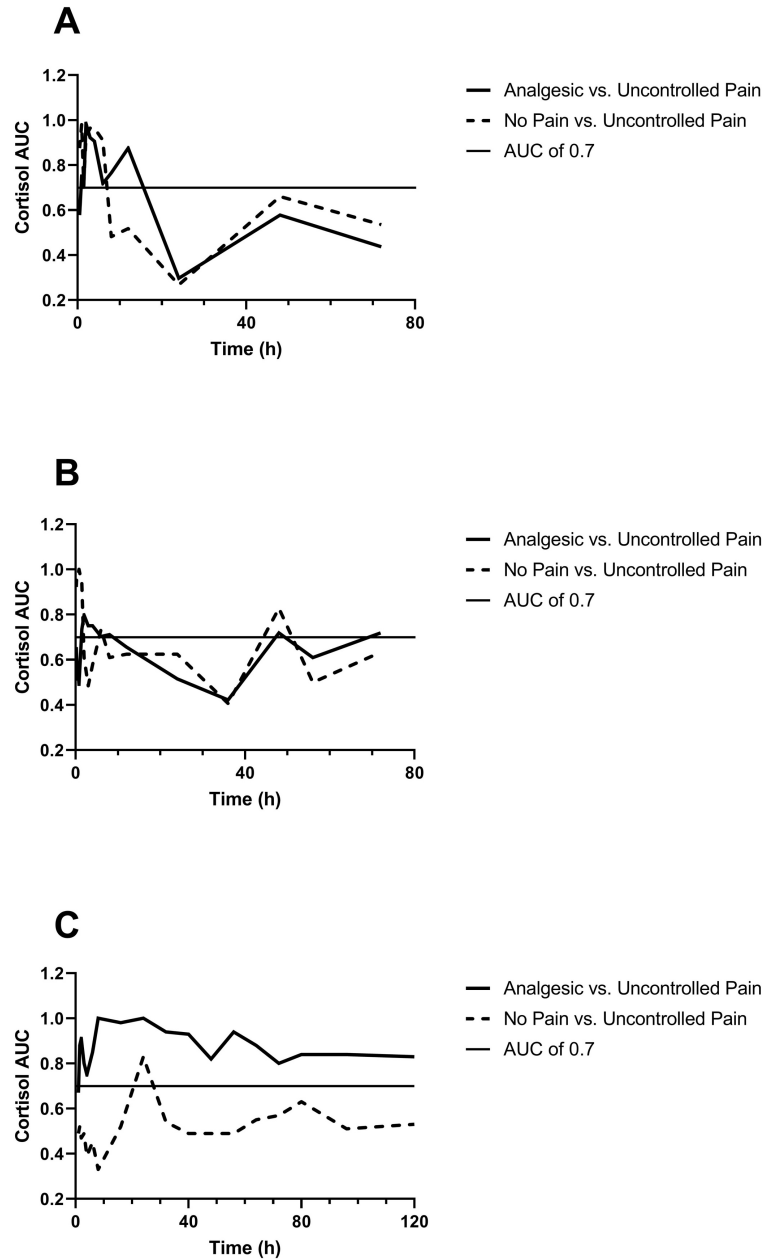 A
1.2
1.0
0.8
0.6
0.4
0.2
Cortisol AUC
0 40 80
Time (h)
Analgesic vs. Uncontrolled Pain
No Pain vs. Uncontrolled Pain
AUC of 0.7
B
1.2
1.0
0.8
0.6
0.4
0.2
Cortisol AUC
0 40 80
Time (h)
Analgesic vs. Uncontrolled Pain
No Pain vs. Uncontrolled Pain
AUC of 0.7
C
1.2
1.0
0.8
0.6
0.4
0.2
Cortisol AUC
0 40 80 120
Time (h)
Analgesic vs. Uncontrolled Pain
No Pain vs. Uncontrolled Pain
AUC of 0.7